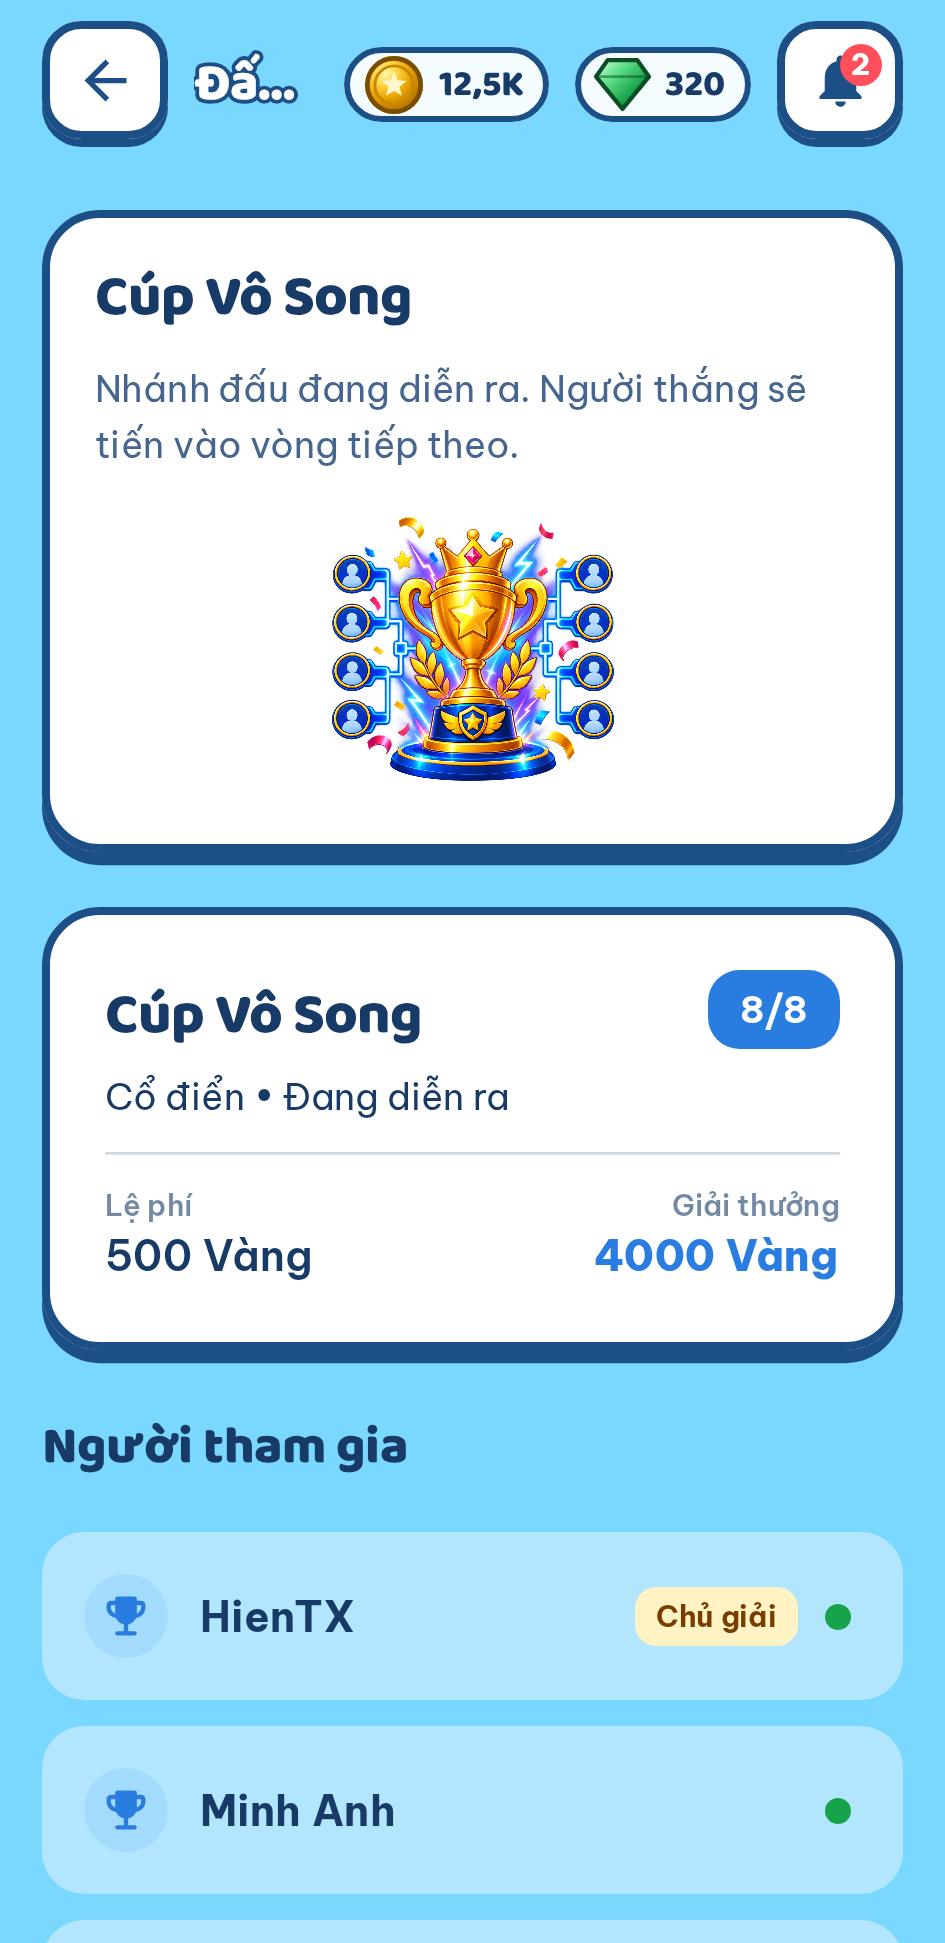 Đấ...
12,5K
320
2
Cúp Vô Song
Nhánh đấu đang diễn ra. Người thắng sẽ
tiến vào vòng tiếp theo.
Cúp Vô Song
8/8
Cổ điển • Đang diễn ra
Lệ phí
Giải thưởng
500 Vàng
4000 Vàng
Người tham gia
HienTX
Chủ giải
Minh Anh